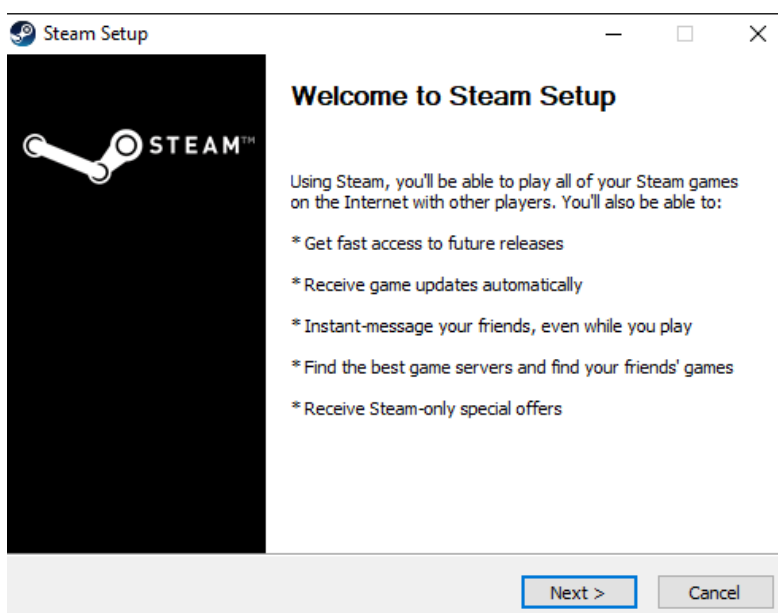 Steam Setup
STEAM™
Welcome to Steam Setup
Using Steam, you'll be able to play all of your Steam games
on the Internet with other players. You'll also be able to:
* Get fast access to future releases
* Receive game updates automatically
* Instant-message your friends, even while you play
* Find the best game servers and find your friends' games
* Receive Steam-only special offers
Next >
Cancel